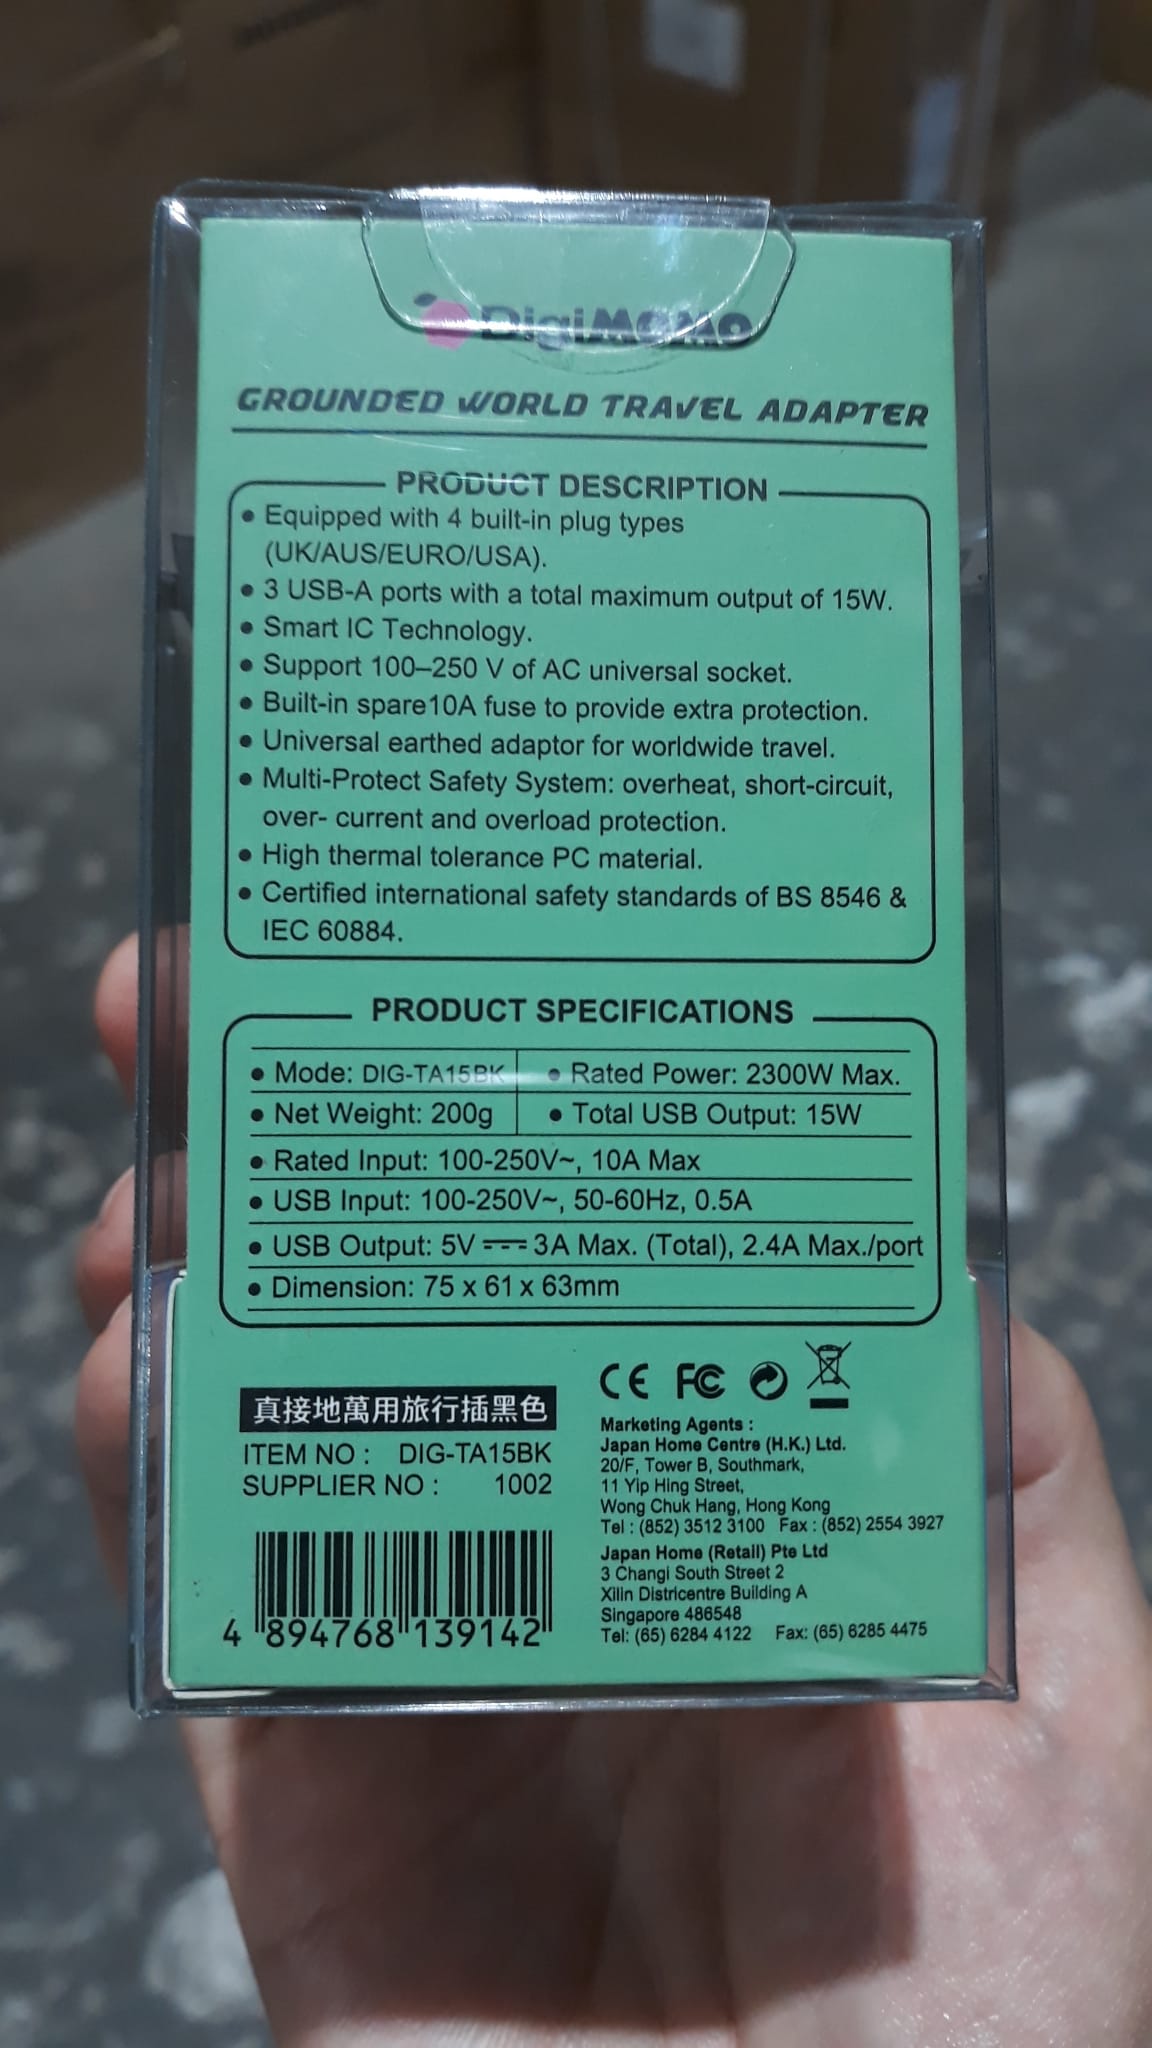 DigiMOMO
GROUNDED WORLD TRAVEL ADAPTER
PRODUCT DESCRIPTION
• Equipped with 4 built-in plug types
(UK/AUS/EURO/USA).
• 3 USB-A ports with a total maximum output of 15W.
• Smart IC Technology.
• Support 100–250 V of AC universal socket.
• Built-in spare10A fuse to provide extra protection.
• Universal earthed adaptor for worldwide travel.
• Multi-Protect Safety System: overheat, short-circuit,
over- current and overload protection.
• High thermal tolerance PC material.
• Certified international safety standards of BS 8546 &
IEC 60884.
PRODUCT SPECIFICATIONS
• Mode: DIG-TA15BK • Rated Power: 2300W Max.
• Net Weight: 200g • Total USB Output: 15W
• Rated Input: 100-250V~, 10A Max
• USB Input: 100-250V~, 50-60Hz, 0.5A
• USB Output: 5V ⎓ 3A Max. (Total), 2.4A Max./port
• Dimension: 75 x 61 x 63mm
CE FC
真接地萬用旅行插黑色
ITEM NO : DIG-TA15BK
SUPPLIER NO : 1002
4 894768 139142
Marketing Agents :
Japan Home Centre (H.K.) Ltd.
20/F, Tower B, Southmark,
11 Yip Hing Street,
Wong Chuk Hang, Hong Kong
Tel : (852) 3512 3100 Fax : (852) 2554 3927
Japan Home (Retail) Pte Ltd
3 Changi South Street 2
Xilin Districentre Building A
Singapore 486548
Tel: (65) 6284 4122 Fax: (65) 6285 4475